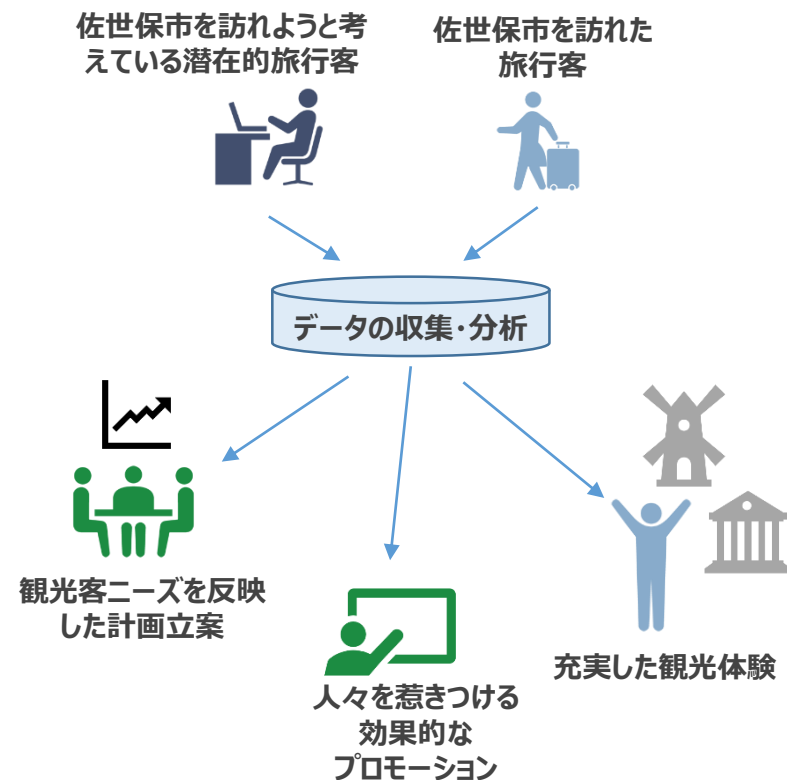 佐世保市を訪れようと考
えている潜在的旅行客
佐世保市を訪れた
旅行客
データの収集・分析
観光客ニーズを反映
した計画立案
人々を惹きつける
効果的な
プロモーション
充実した観光体験